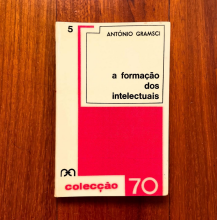 5
ANTÓNIO GRAMSCI
a formação
dos
intelectuais
colecção 70